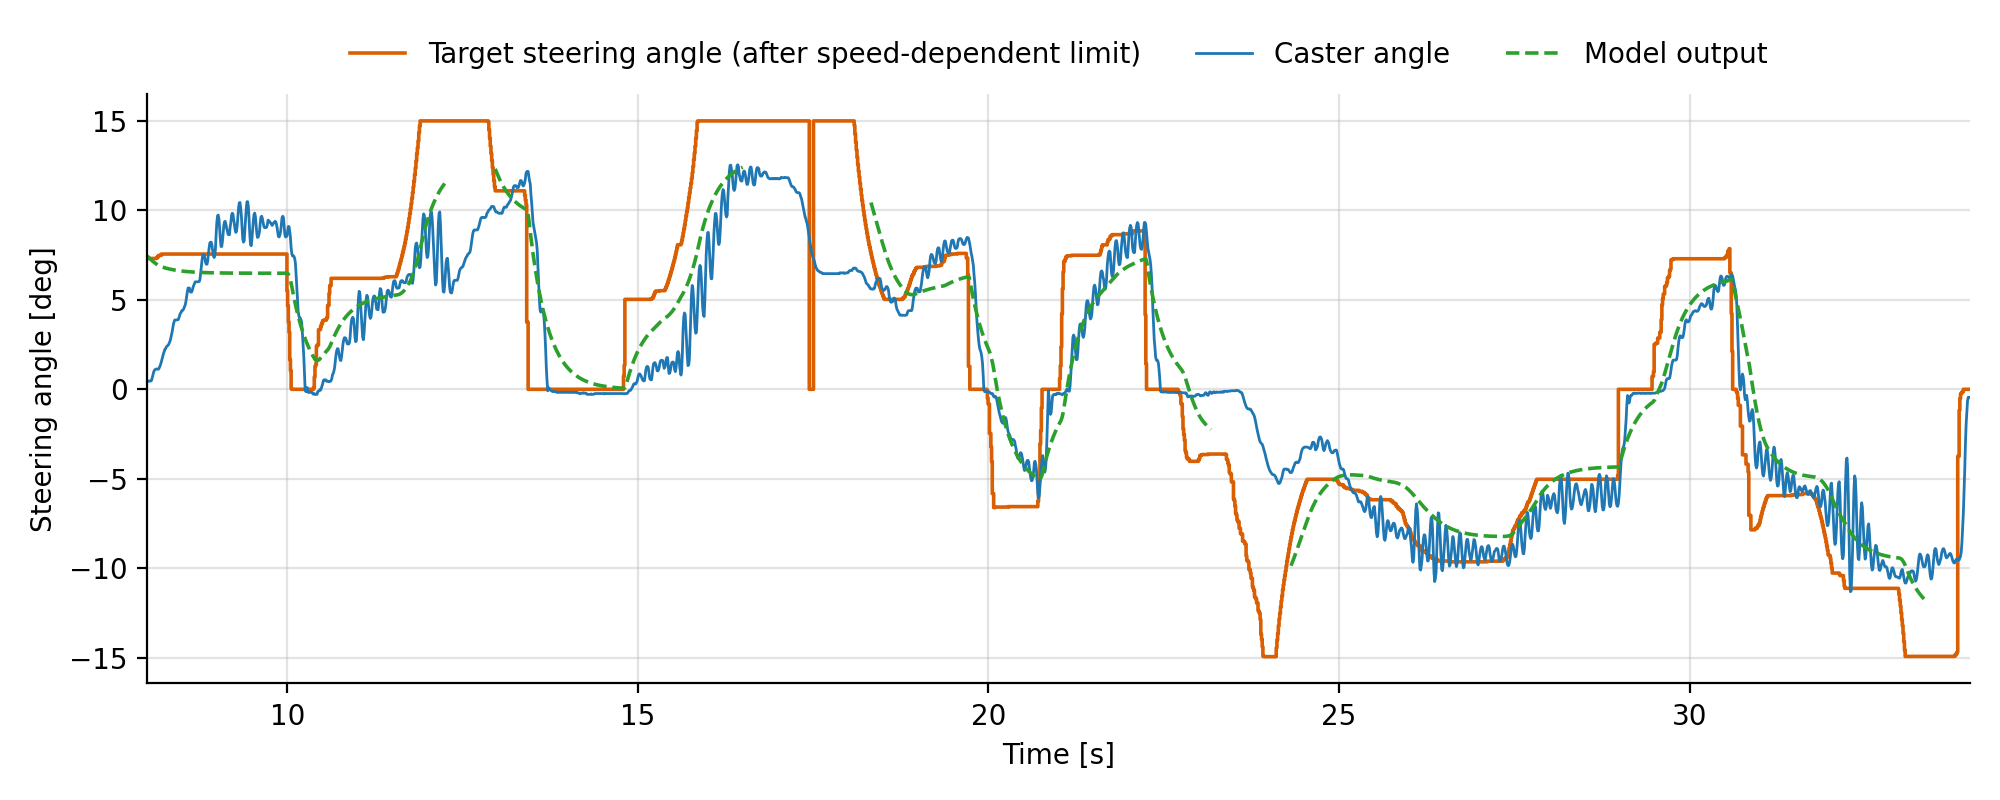 Target steering angle (after speed-dependent limit) Caster angle Model output
Steering angle [deg]
15
10
5
0
−5
−10
−15
10 15 20 25 30
Time [s]